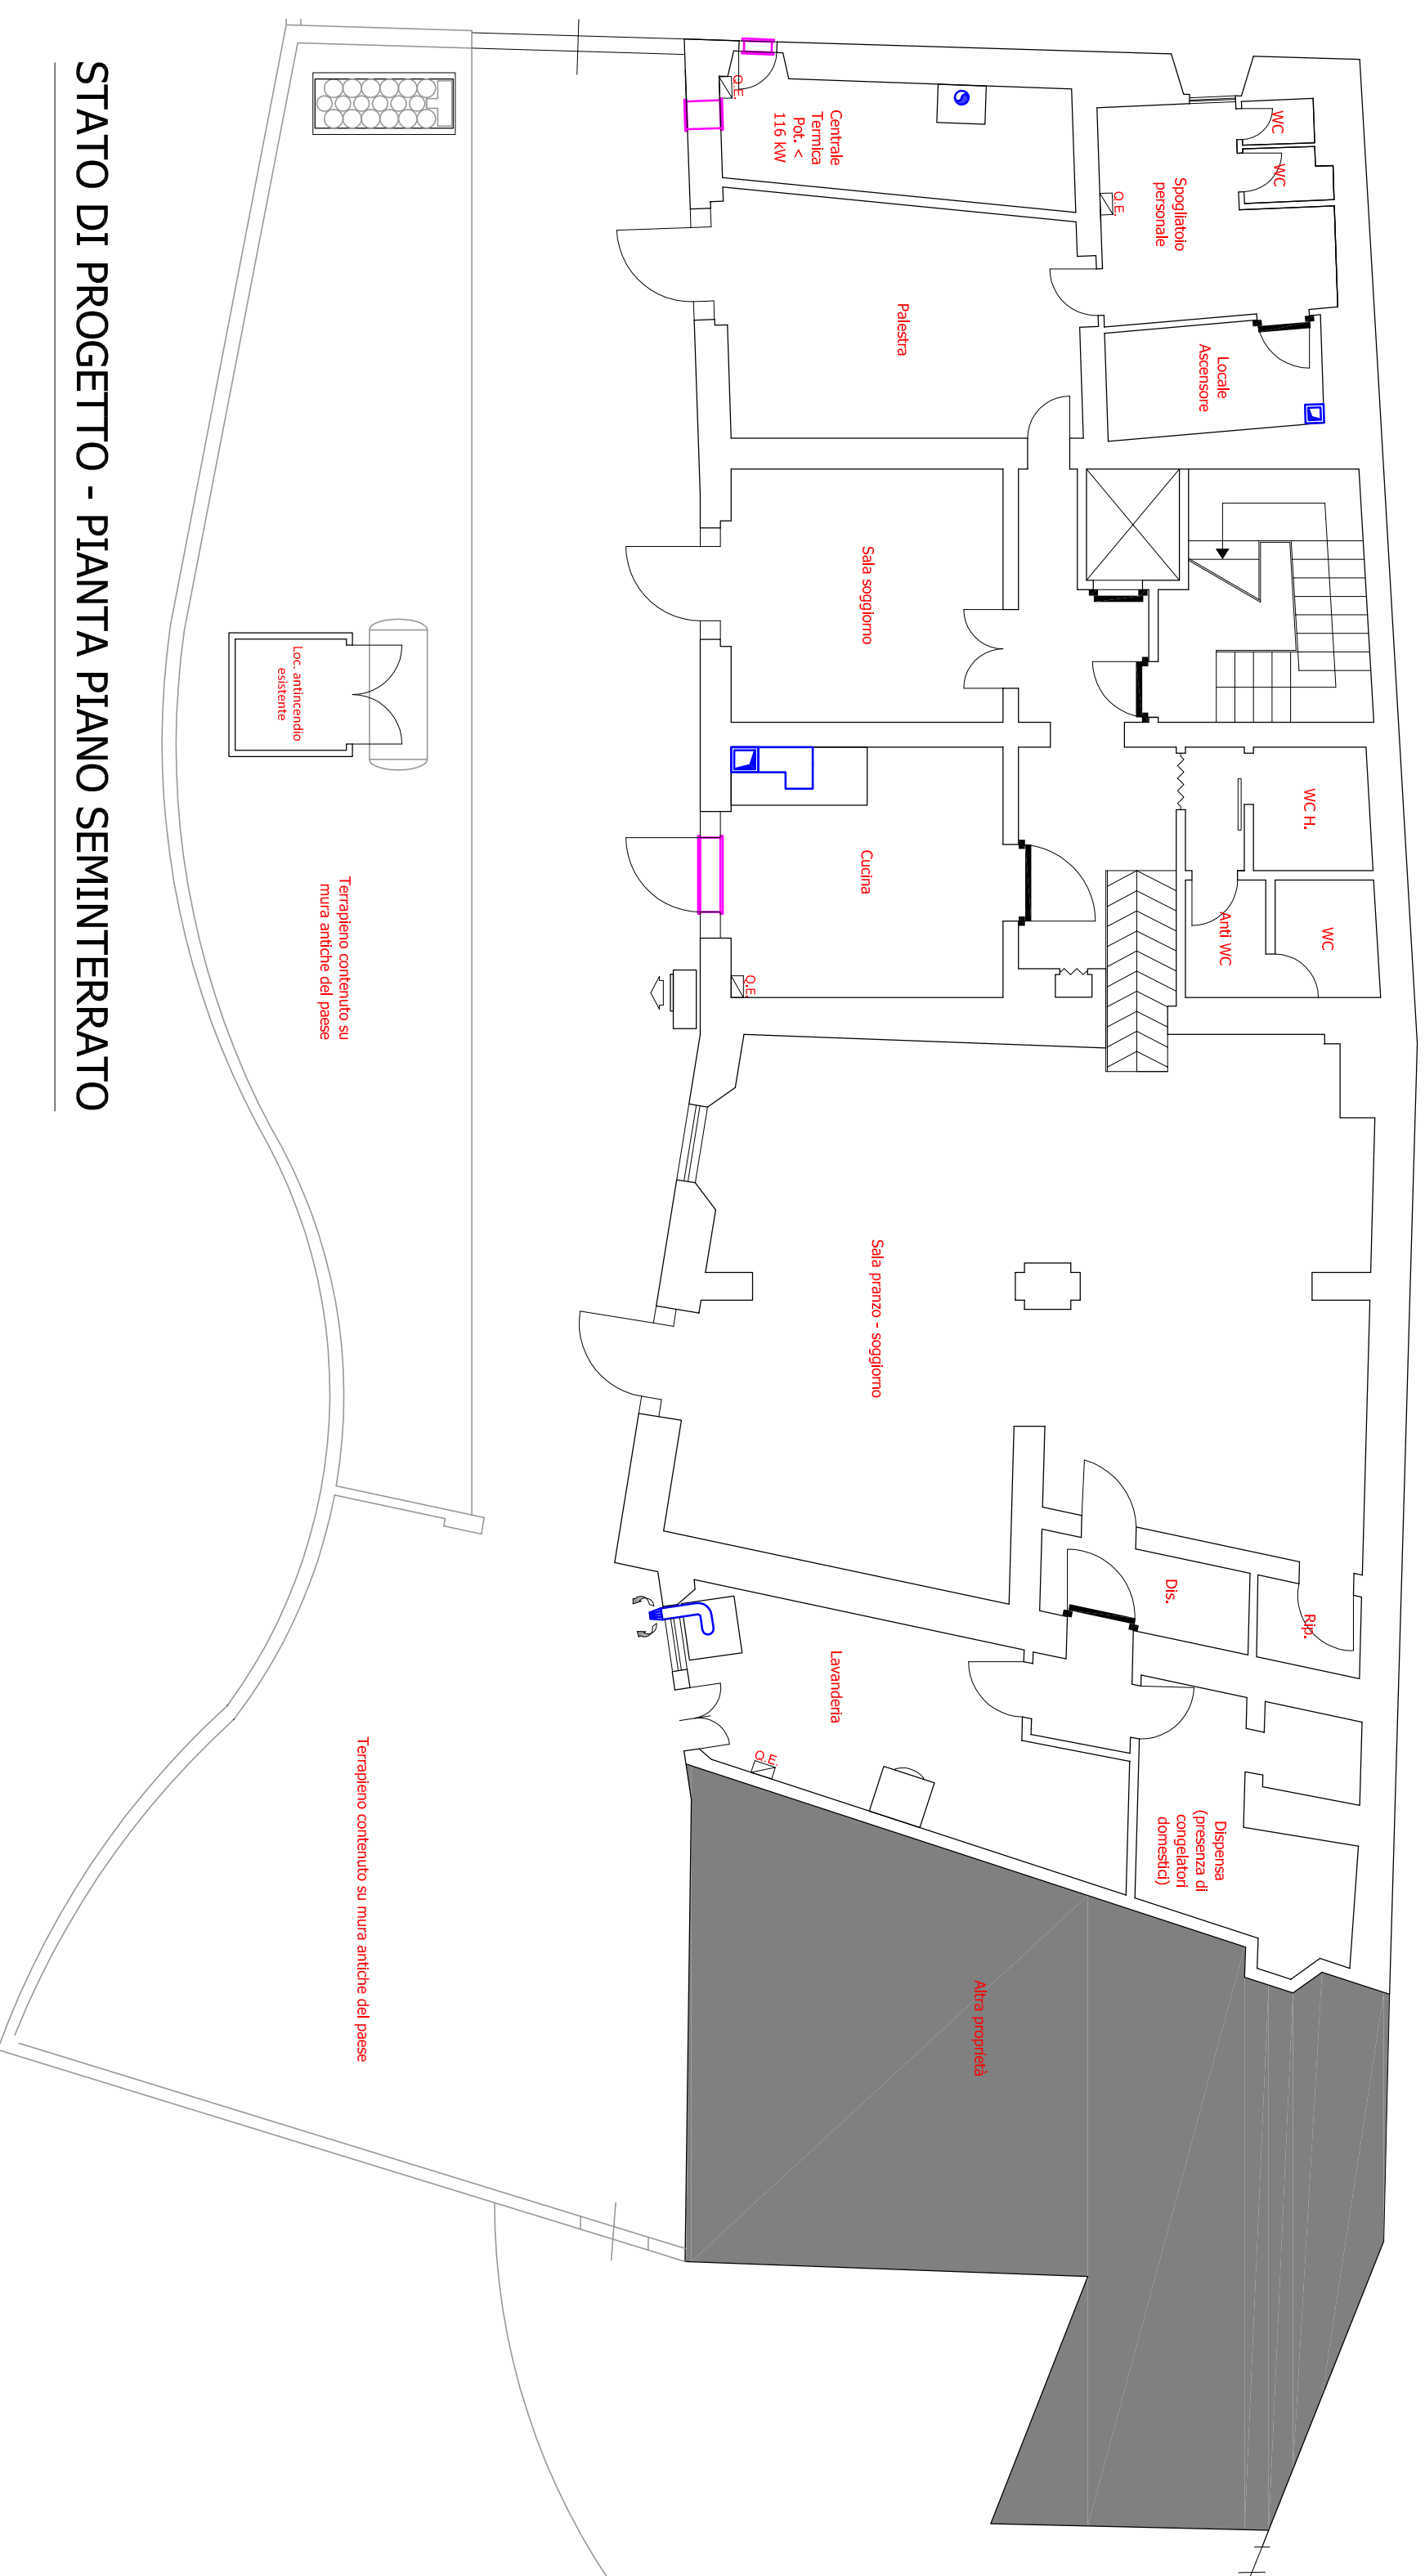 STATO DI PROGETTO - PIANTA PIANO SEMINTERRATO
WC
WC
Spogliatoio
personale
Q.E.
Q.E.
Centrale
Termica
Pot. <
116 kW
Palestra
Locale
Ascensore
Sala soggiorno
Loc. antincendio
esistente
WC H.
Cucina
WC
Anti WC
Q.E.
Terrapieno contenuto su
mura antiche del paese
Sala pranzo - soggiorno
Dis.
Rip.
Lavanderia
Q.E.
Dispensa
(presenza di
congelatori
domestici)
Terrapieno contenuto su mura antiche del paese
Altra proprietà